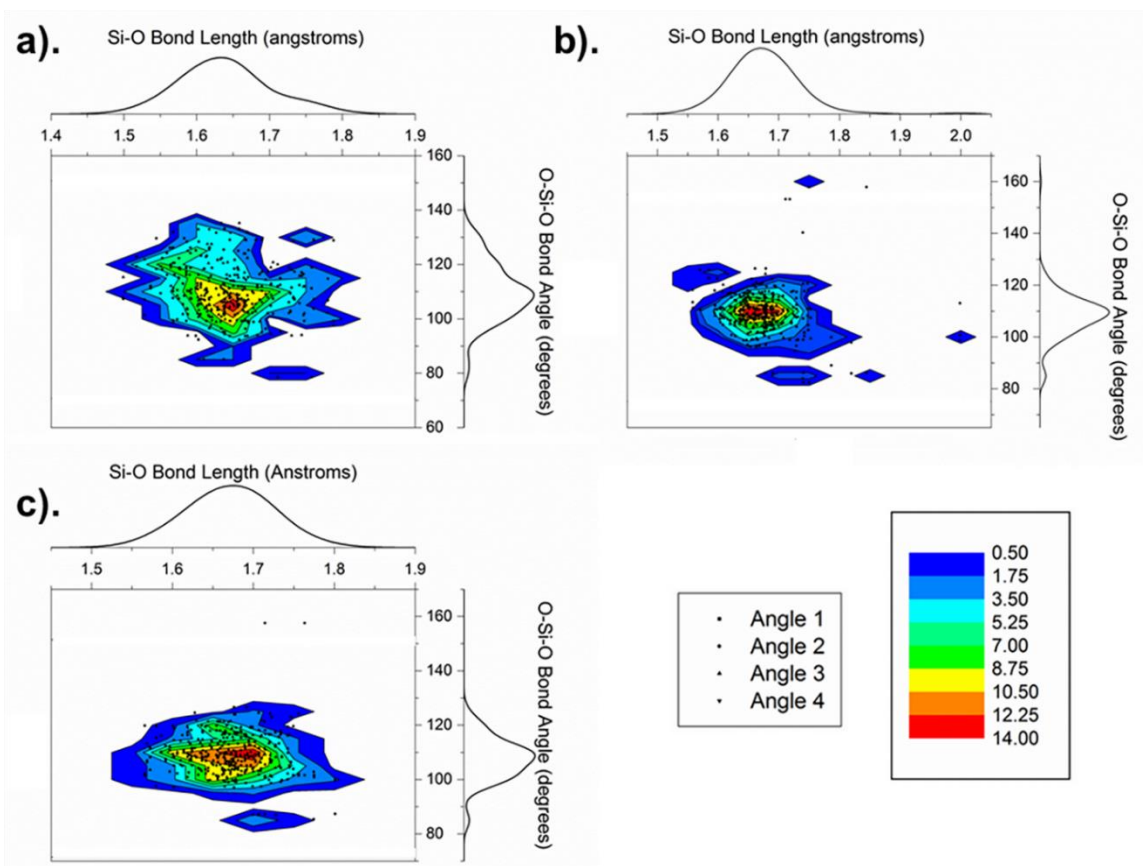 a).
Si-O Bond Length (angstroms)
1.4 1.5 1.6 1.7 1.8 1.9
160
140
120
100
80
60
O-Si-O Bond Angle (degrees)
b).
Si-O Bond Length (angstroms)
1.5 1.6 1.7 1.8 1.9 2.0
160
140
120
100
80
O-Si-O Bond Angle (degrees)
c).
Si-O Bond Length (Anstroms)
1.5 1.6 1.7 1.8 1.9
160
140
120
100
80
O-Si-O Bond Angle (degrees)
Angle 1
Angle 2
Angle 3
Angle 4
0.50
1.75
3.50
5.25
7.00
8.75
10.50
12.25
14.00